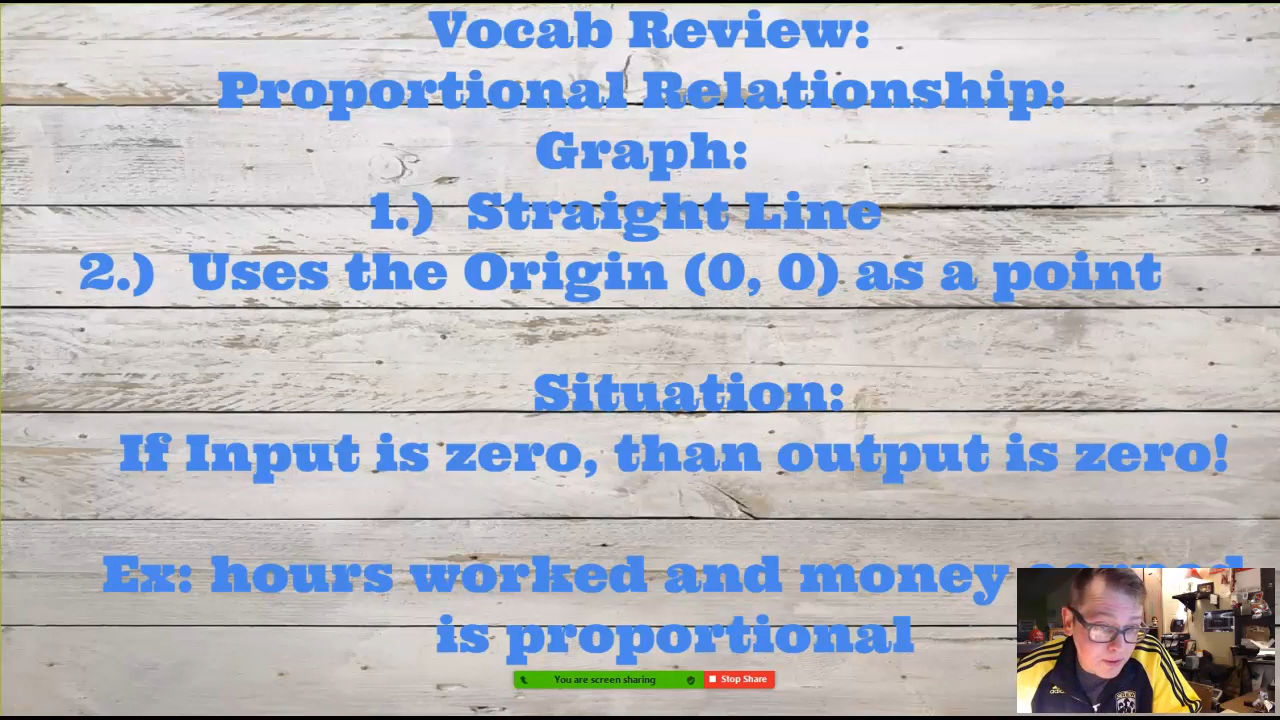 Vocab Review:
Proportional Relationship:
Graph:
1.) Straight Line
2.) Uses the Origin (0, 0) as a point
Situation:
If Input is zero, than output is zero!
Ex: hours worked and money
is proportional
You are screen sharing
Stop Share
adidas